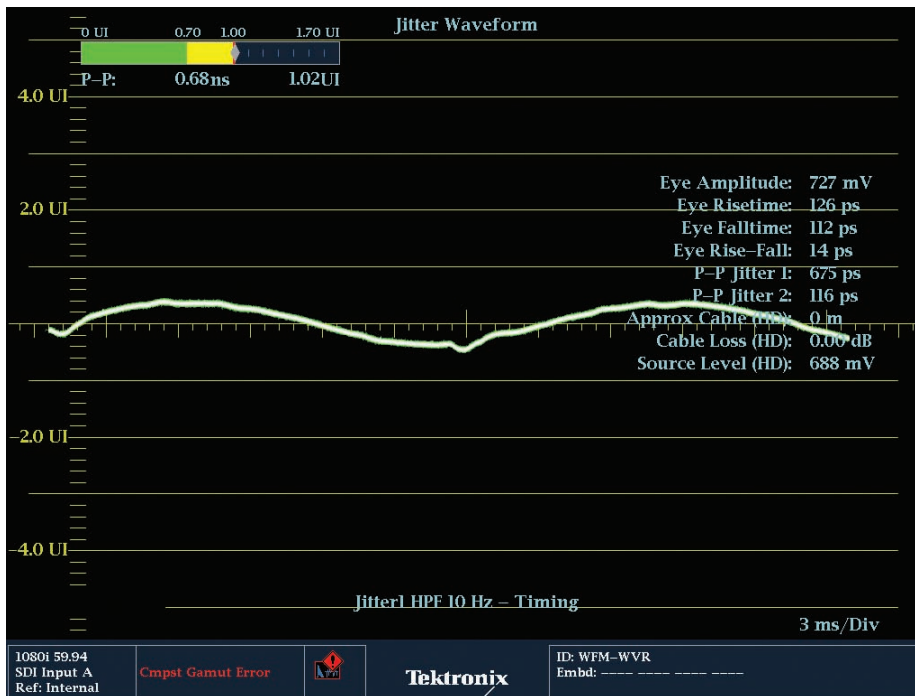 Jitter Waveform
0 UI 0.70 1.00 1.70 UI
P–P: 0.68ns 1.02UI
4.0 UI
2.0 UI
Eye Amplitude: 727 mV
Eye Risetime: 126 ps
Eye Falltime: 112 ps
Eye Rise–Fall: 14 ps
P–P Jitter 1: 675 ps
P–P Jitter 2: 116 ps
Approx Cable (HD): 0 m
Cable Loss (HD): 0.00 dB
Source Level (HD): 688 mV
–2.0 UI
–4.0 UI
Jitter1 HPF 10 Hz – Timing
3 ms/Div
1080i 59.94
SDI Input A
Ref: Internal
Cmpst Gamut Error
Tektronix
ID: WFM–WVR
Embd: –––– –––– –––– ––––